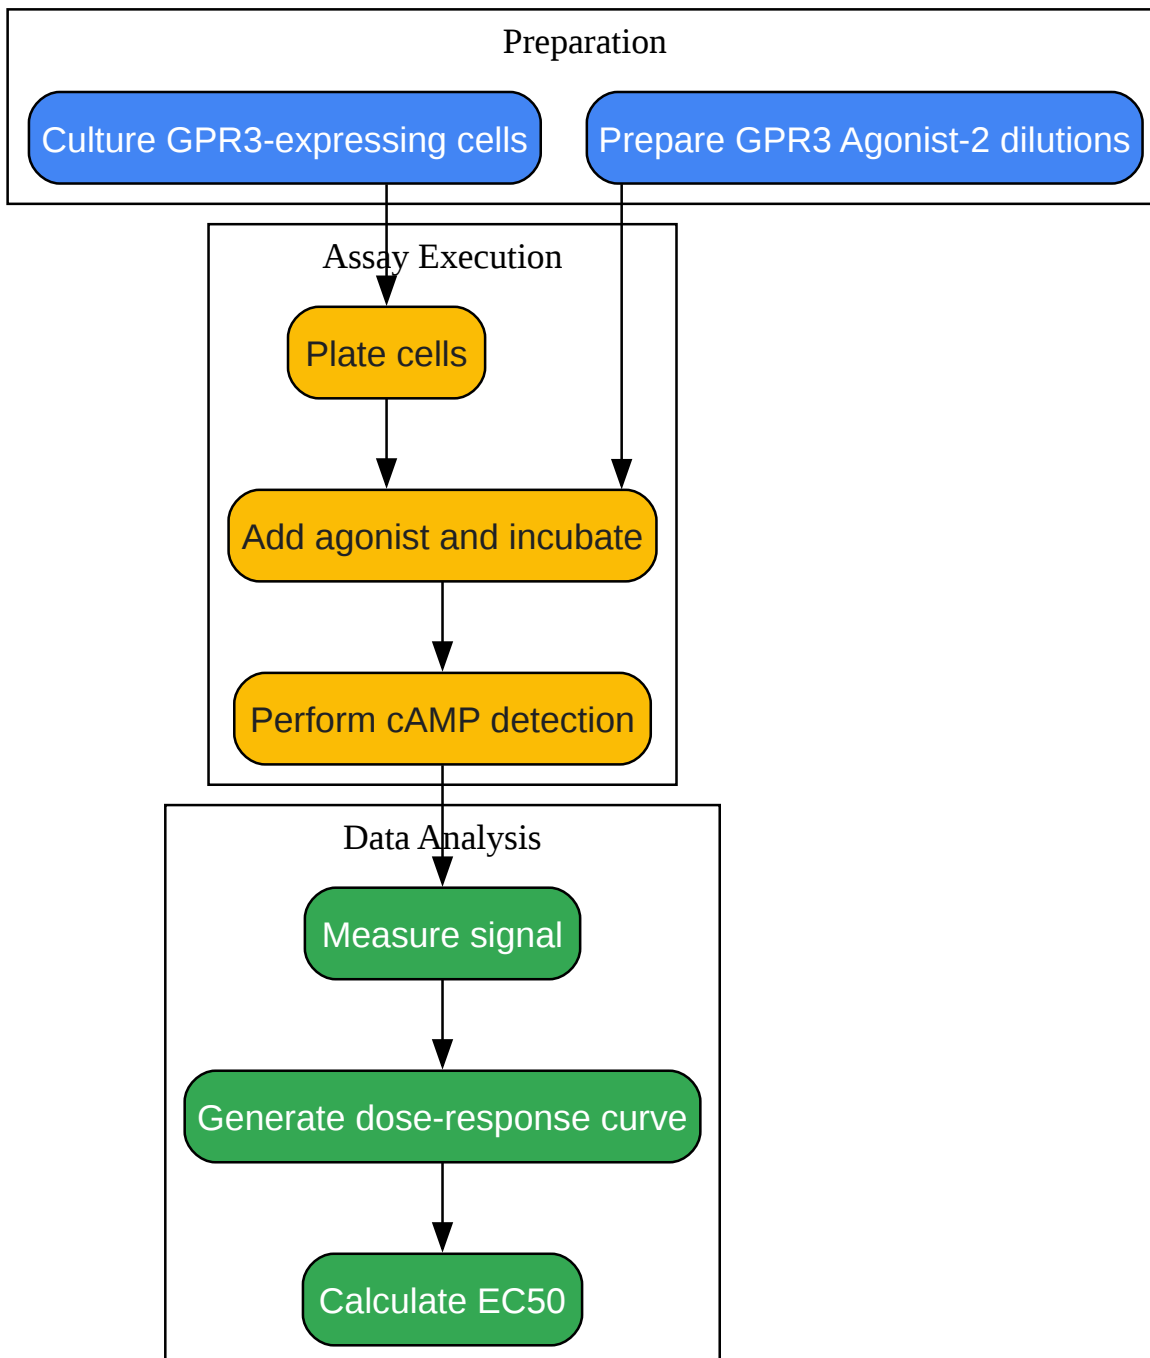 Preparation
Culture GPR3-expressing cells
Prepare GPR3 Agonist-2 dilutions
Assay Execution
Plate cells
Add agonist and incubate
Perform cAMP detection
Data Analysis
Measure signal
Generate dose-response curve
Calculate EC50